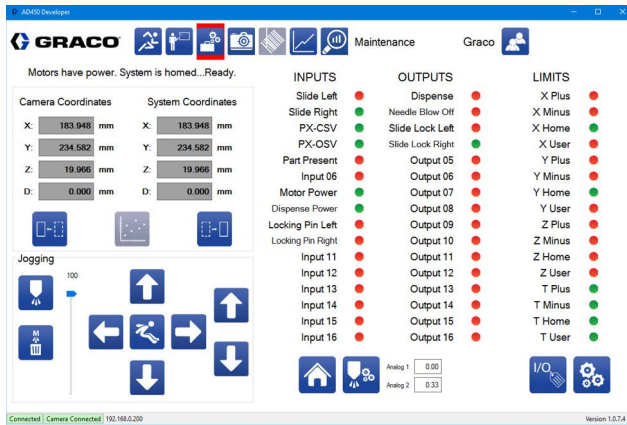 AD450 Developer
GRACO
Maintenance
Graco
Motors have power. System is homed...Ready.
Camera Coordinates
System Coordinates
X: 183.948 mm X: 183.948 mm
Y: 234.582 mm Y: 234.582 mm
Z: 19.966 mm Z: 19.966 mm
D: 0.000 mm D: 0.000 mm
Jogging
100
M
INPUTS OUTPUTS LIMITS
Slide Left Dispense X Plus
Slide Right Needle Blow Off X Minus
PX-CSV Slide Lock Left X Home
PX-OSV Slide Lock Right X User
Part Present Output 05 Y Plus
Input 06 Output 06 Y Minus
Motor Power Output 07 Y Home
Dispense Power Output 08 Y User
Locking Pin Left Output 09 Z Plus
Locking Pin Right Output 10 Z Minus
Input 11 Output 11 Z Home
Input 12 Output 12 Z User
Input 13 Output 13 T Plus
Input 14 Output 14 T Minus
Input 15 Output 15 T Home
Input 16 Output 16 T User
Analog 1 0.00
Analog 2 0.33
I/O
Connected Camera Connected 192.168.0.200 Version 1.0.7.4